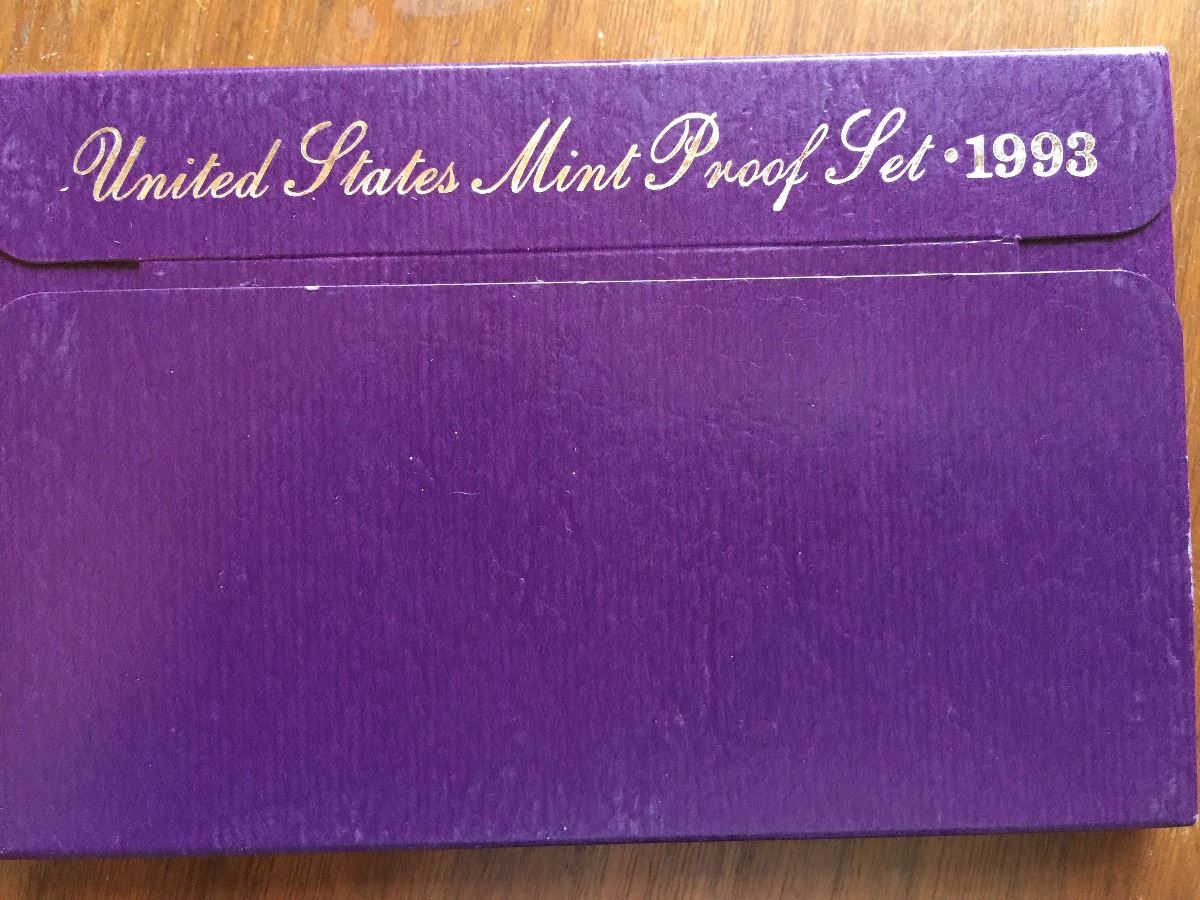 United States Mint Proof Set • 1993